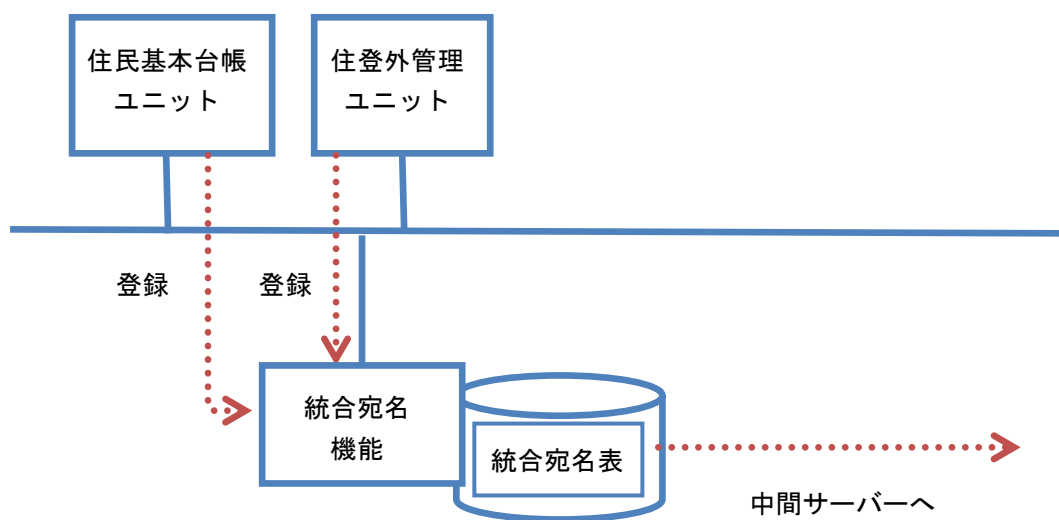 住民基本台帳
ユニット
住登外管理
ユニット
登録
登録
統合宛名
機能
統合宛名表
中間サーバーへ